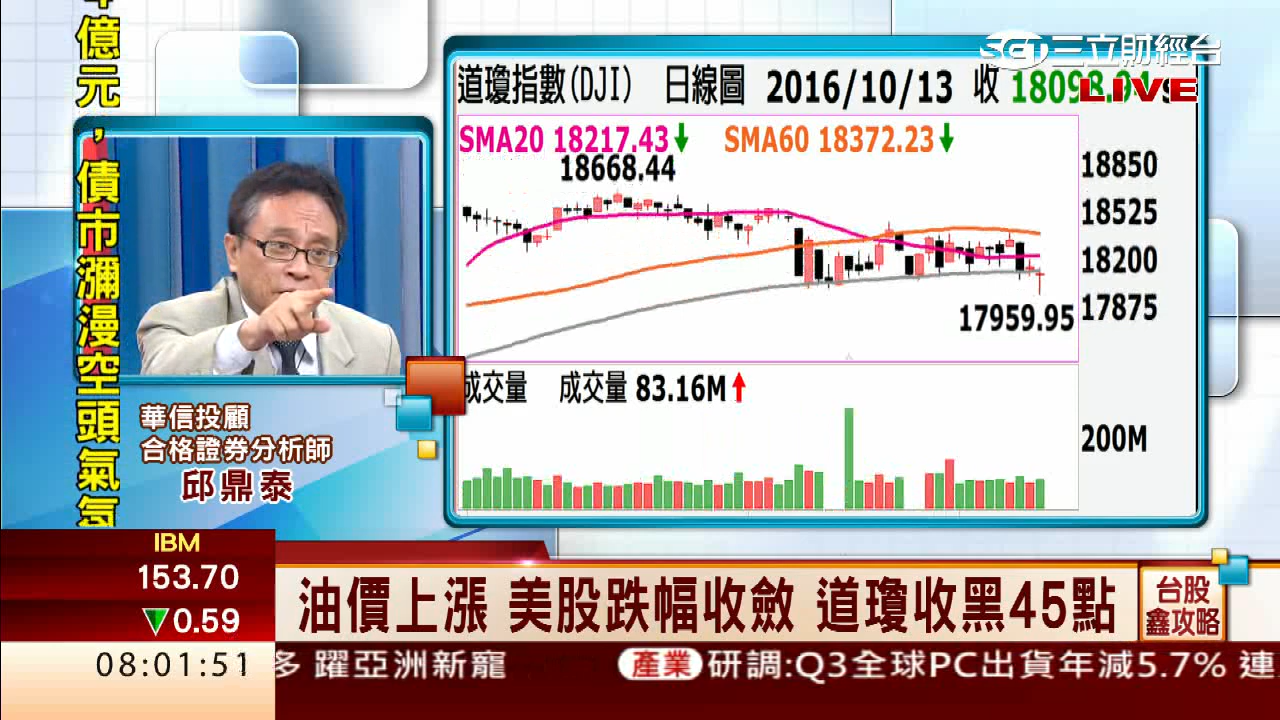 億元，債市瀰漫空頭氣氛
SET三立財經台
LIVE
道瓊指數(DJI) 日線圖 2016/10/13 收 18098.94
SMA20 18217.43↓ SMA60 18372.23↓
18668.44
18850
18525
18200
17875
17959.95
成交量 成交量 83.16M↑
200M
華信投顧
合格證券分析師
邱鼎泰
IBM
153.70
▼0.59
油價上漲 美股跌幅收斂 道瓊收黑45點
台股
鑫攻略
08:01:51
多 躍亞洲新寵 產業 研調:Q3全球PC出貨年減5.7% 連